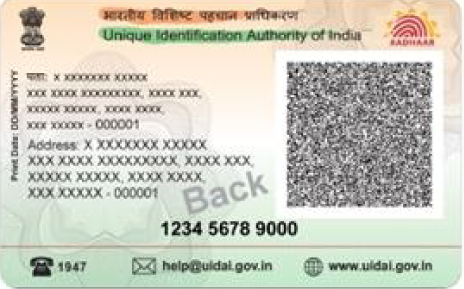 भारतीय विशिष्ट पहचान प्राधिकरण
Unique Identification Authority of India
AADHAAR
Print Date: DD/MM/YYYY
पता: X XXXXXXX XXXXX
XXX XXXX XXXXXXXXX, XXXX XXX,
XXXXX XXXXX, XXXX XXXX,
XXX XXXXX - 000001
Address: X XXXXXXX XXXXX
XXX XXXX XXXXXXXXX, XXXX XXX,
XXXXX XXXXX, XXXX XXXX,
XXX XXXXX - 000001
Back
1234 5678 9000
1947
help@uidai.gov.in
www.uidai.gov.in